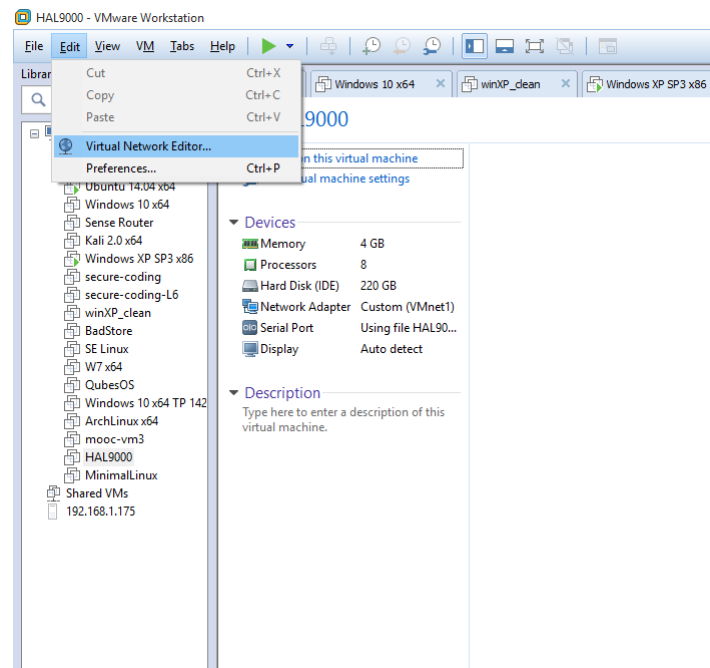 HAL9000 - VMware Workstation
File Edit View VM Tabs Help
Librar
Windows 10 x64 × winXP_clean × Windows XP SP3 x86
Cut Ctrl+X
Copy Ctrl+C
Paste Ctrl+V
Virtual Network Editor...
Preferences... Ctrl+P
9000
n this virtual machine
ual machine settings
Ubuntu 14.04 x64
Windows 10 x64
Sense Router
Kali 2.0 x64
Windows XP SP3 x86
secure-coding
secure-coding-L6
winXP_clean
BadStore
SE Linux
W7 x64
QubesOS
Windows 10 x64 TP 142
ArchLinux x64
mooc-vm3
HAL9000
MinimalLinux
Shared VMs
192.168.1.175
Devices
Memory 4 GB
Processors 8
Hard Disk (IDE) 220 GB
Network Adapter Custom (VMnet1)
Serial Port Using file HAL90...
Display Auto detect
Description
Type here to enter a description of this
virtual machine.